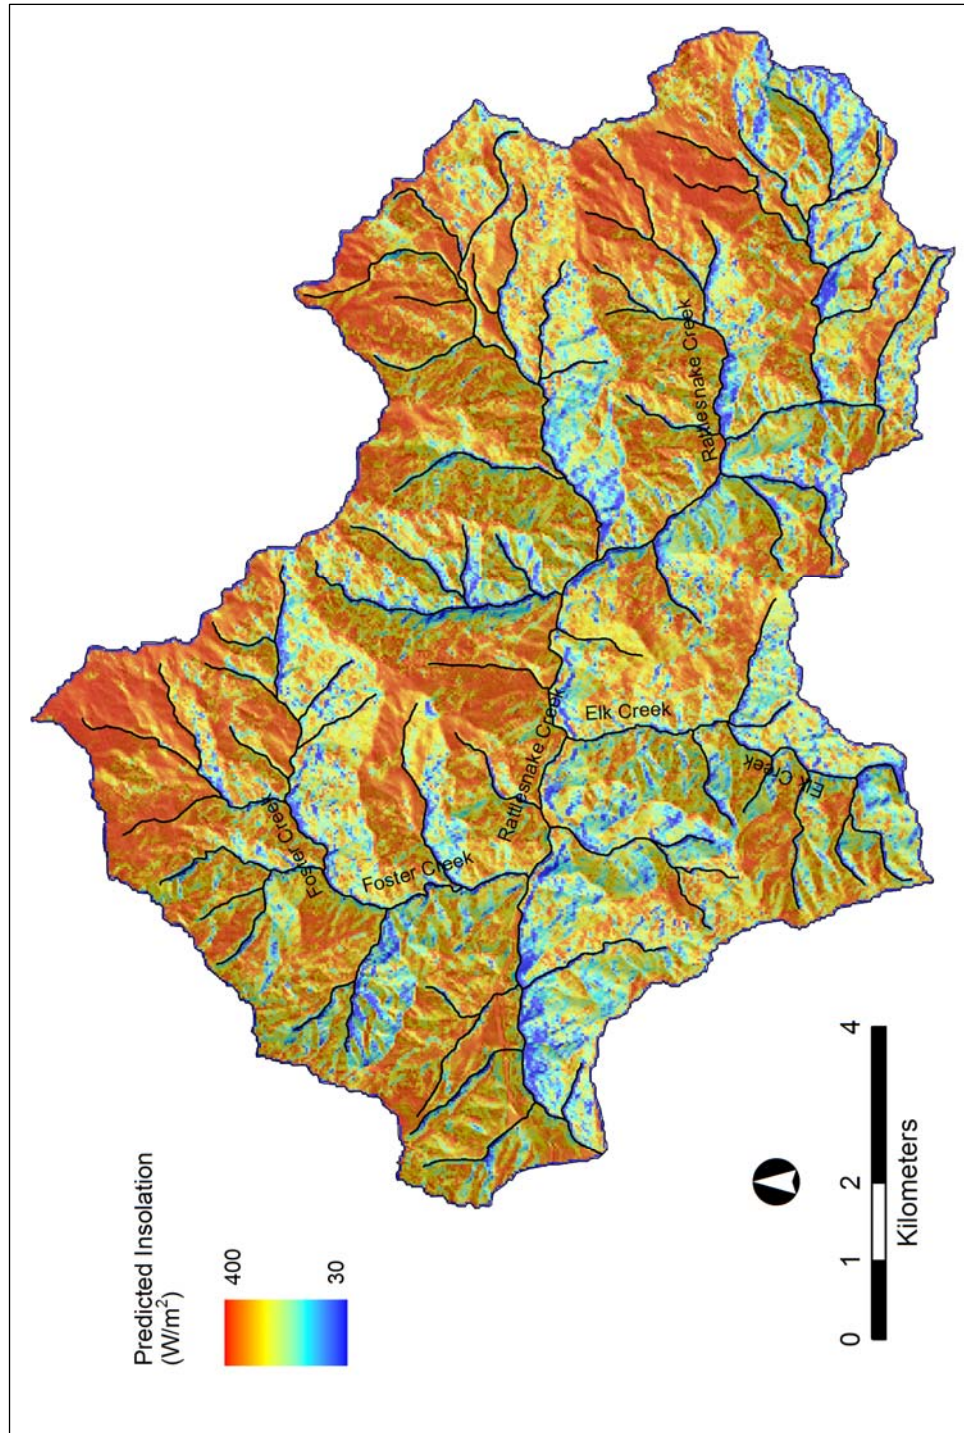 Predicted Insolation
(W/m²)
400
30
Foster Creek
Foster Creek
Rattlesnake Creek
Rattlesnake Creek
Elk Creek
Elk Creek
0
1
2
4
Kilometers